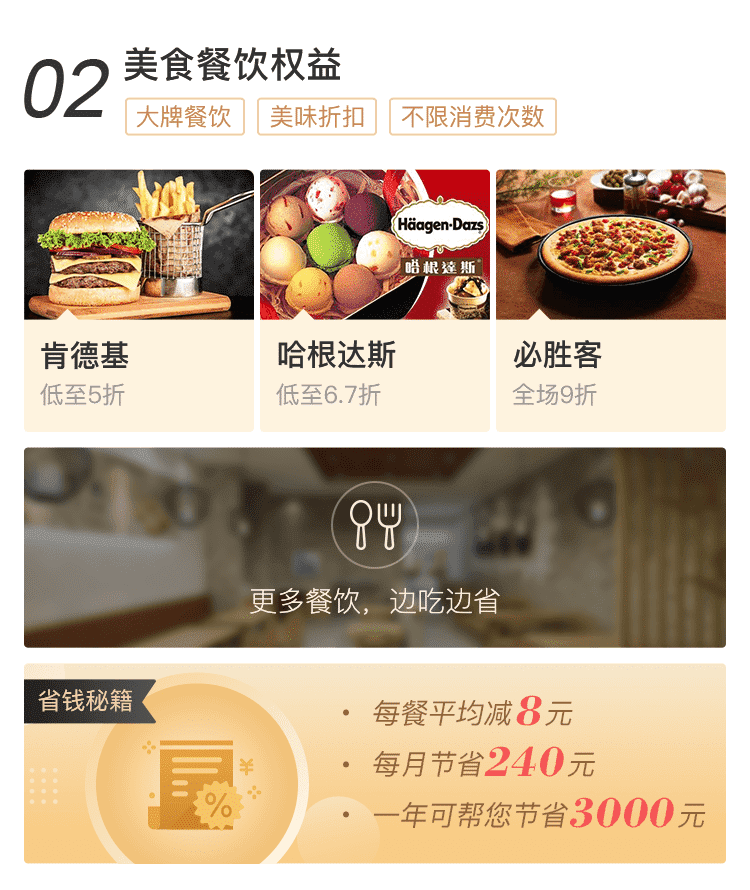 02
美食餐饮权益
大牌餐饮 美味折扣 不限消费次数
Häagen-Dazs
哈根達斯
肯德基 哈根达斯 必胜客
低至5折 低至6.7折 全场9折
更多餐饮，边吃边省
省钱秘籍
• 每餐平均减8元
• 每月节省240元
¥
%
• 一年可帮您节省3000元